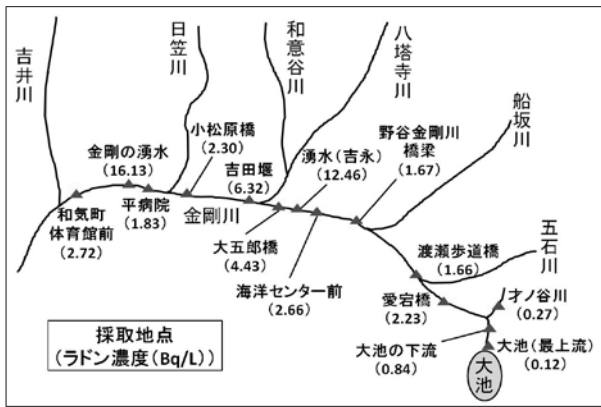 吉井川
日笠川
和意谷川
八塔寺川
船坂川
五石川
金剛の湧水
(16.13)
小松原橋
(2.30)
吉田堰
(6.32)
湧水(吉永)
(12.46)
野谷金剛川
橋梁
(1.67)
和気町
体育館前
(2.72)
平病院
(1.83)
金剛川
大五郎橋
(4.43)
海洋センター前
(2.66)
渡瀬歩道橋
(1.66)
愛宕橋
(2.23)
才ノ谷川
(0.27)
大池の下流
(0.84)
大池(最上流)
(0.12)
大池
採取地点
(ラドン濃度(Bq/L))